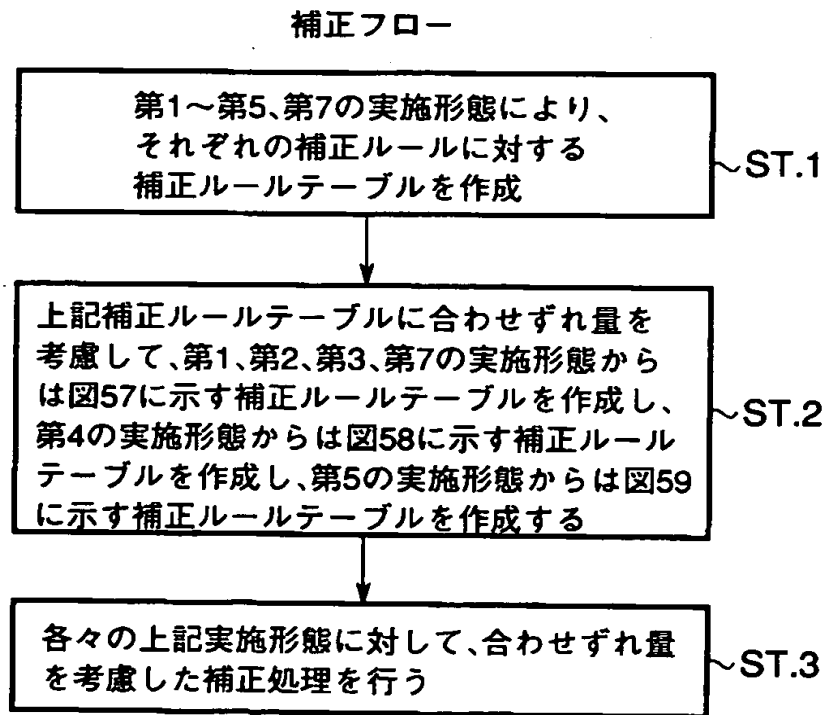 補正フロー
第1～第5、第7の実施形態により、
それぞれの補正ルールに対する
補正ルールテーブルを作成
~ST.1
上記補正ルールテーブルに合わせずれ量を
考慮して、第1、第2、第3、第7の実施形態から
は図57に示す補正ルールテーブルを作成し、
第4の実施形態からは図58に示す補正ルール
テーブルを作成し、第5の実施形態からは図59
に示す補正ルールテーブルを作成する
~ST.2
各々の上記実施形態に対して、合わせずれ量
を考慮した補正処理を行う
~ST.3